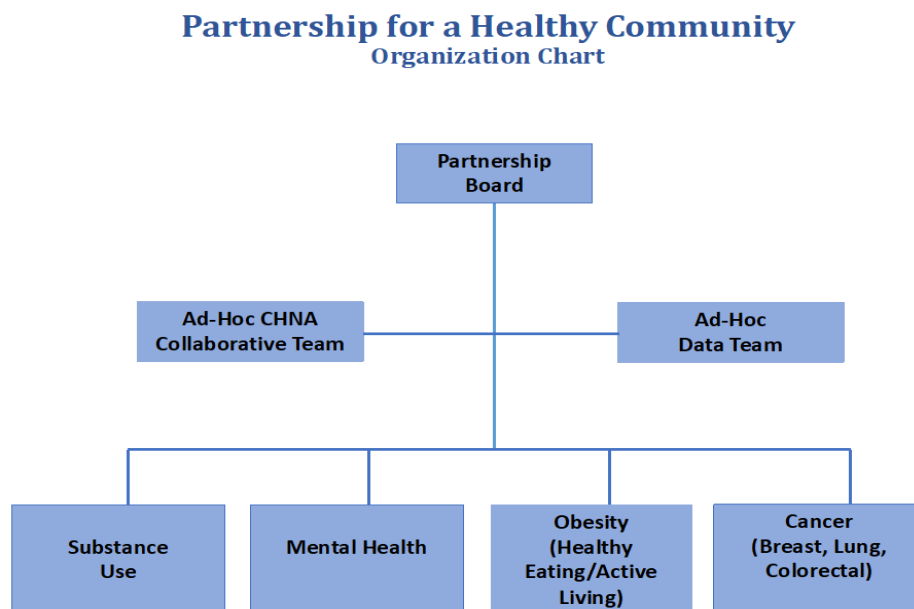 Partnership for a Healthy Community
Organization Chart
Partnership
Board
Ad-Hoc CHNA
Collaborative Team
Ad-Hoc
Data Team
Substance
Use
Mental Health
Obesity
(Healthy
Eating/Active
Living)
Cancer
(Breast, Lung,
Colorectal)